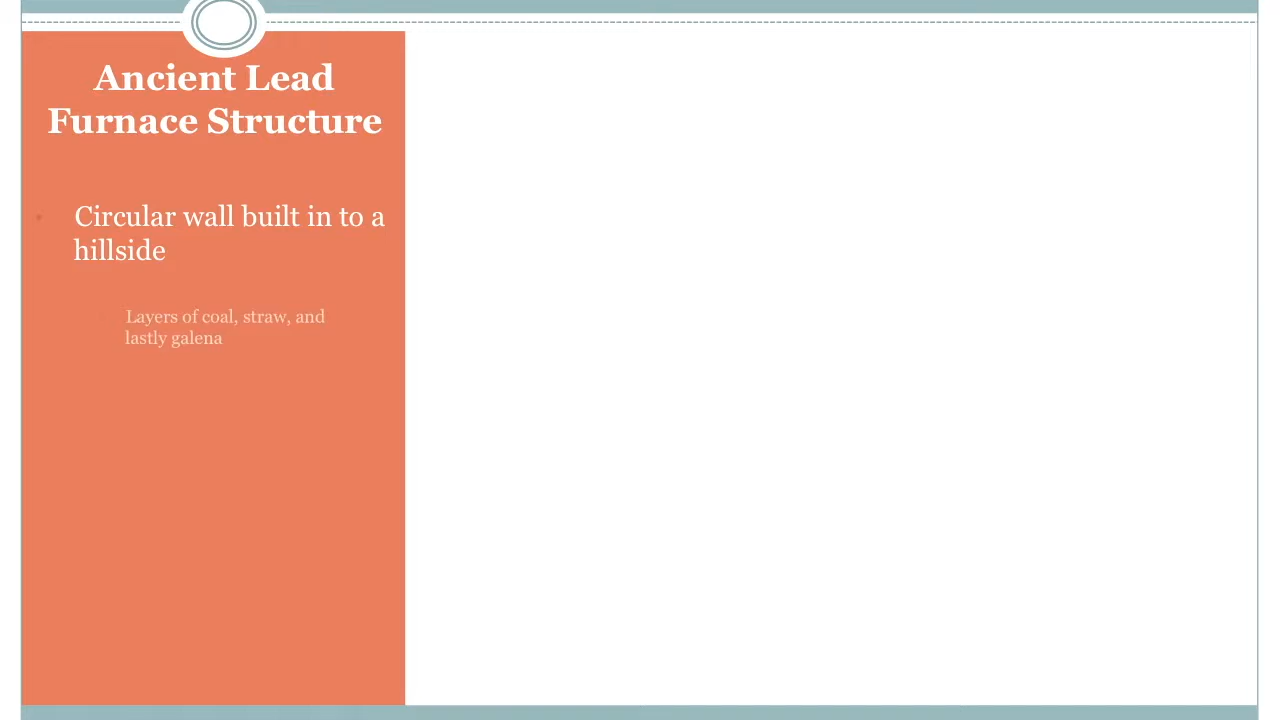 Ancient Lead
Furnace Structure
Circular wall built in to a
hillside
Layers of coal, straw, and
lastly galena